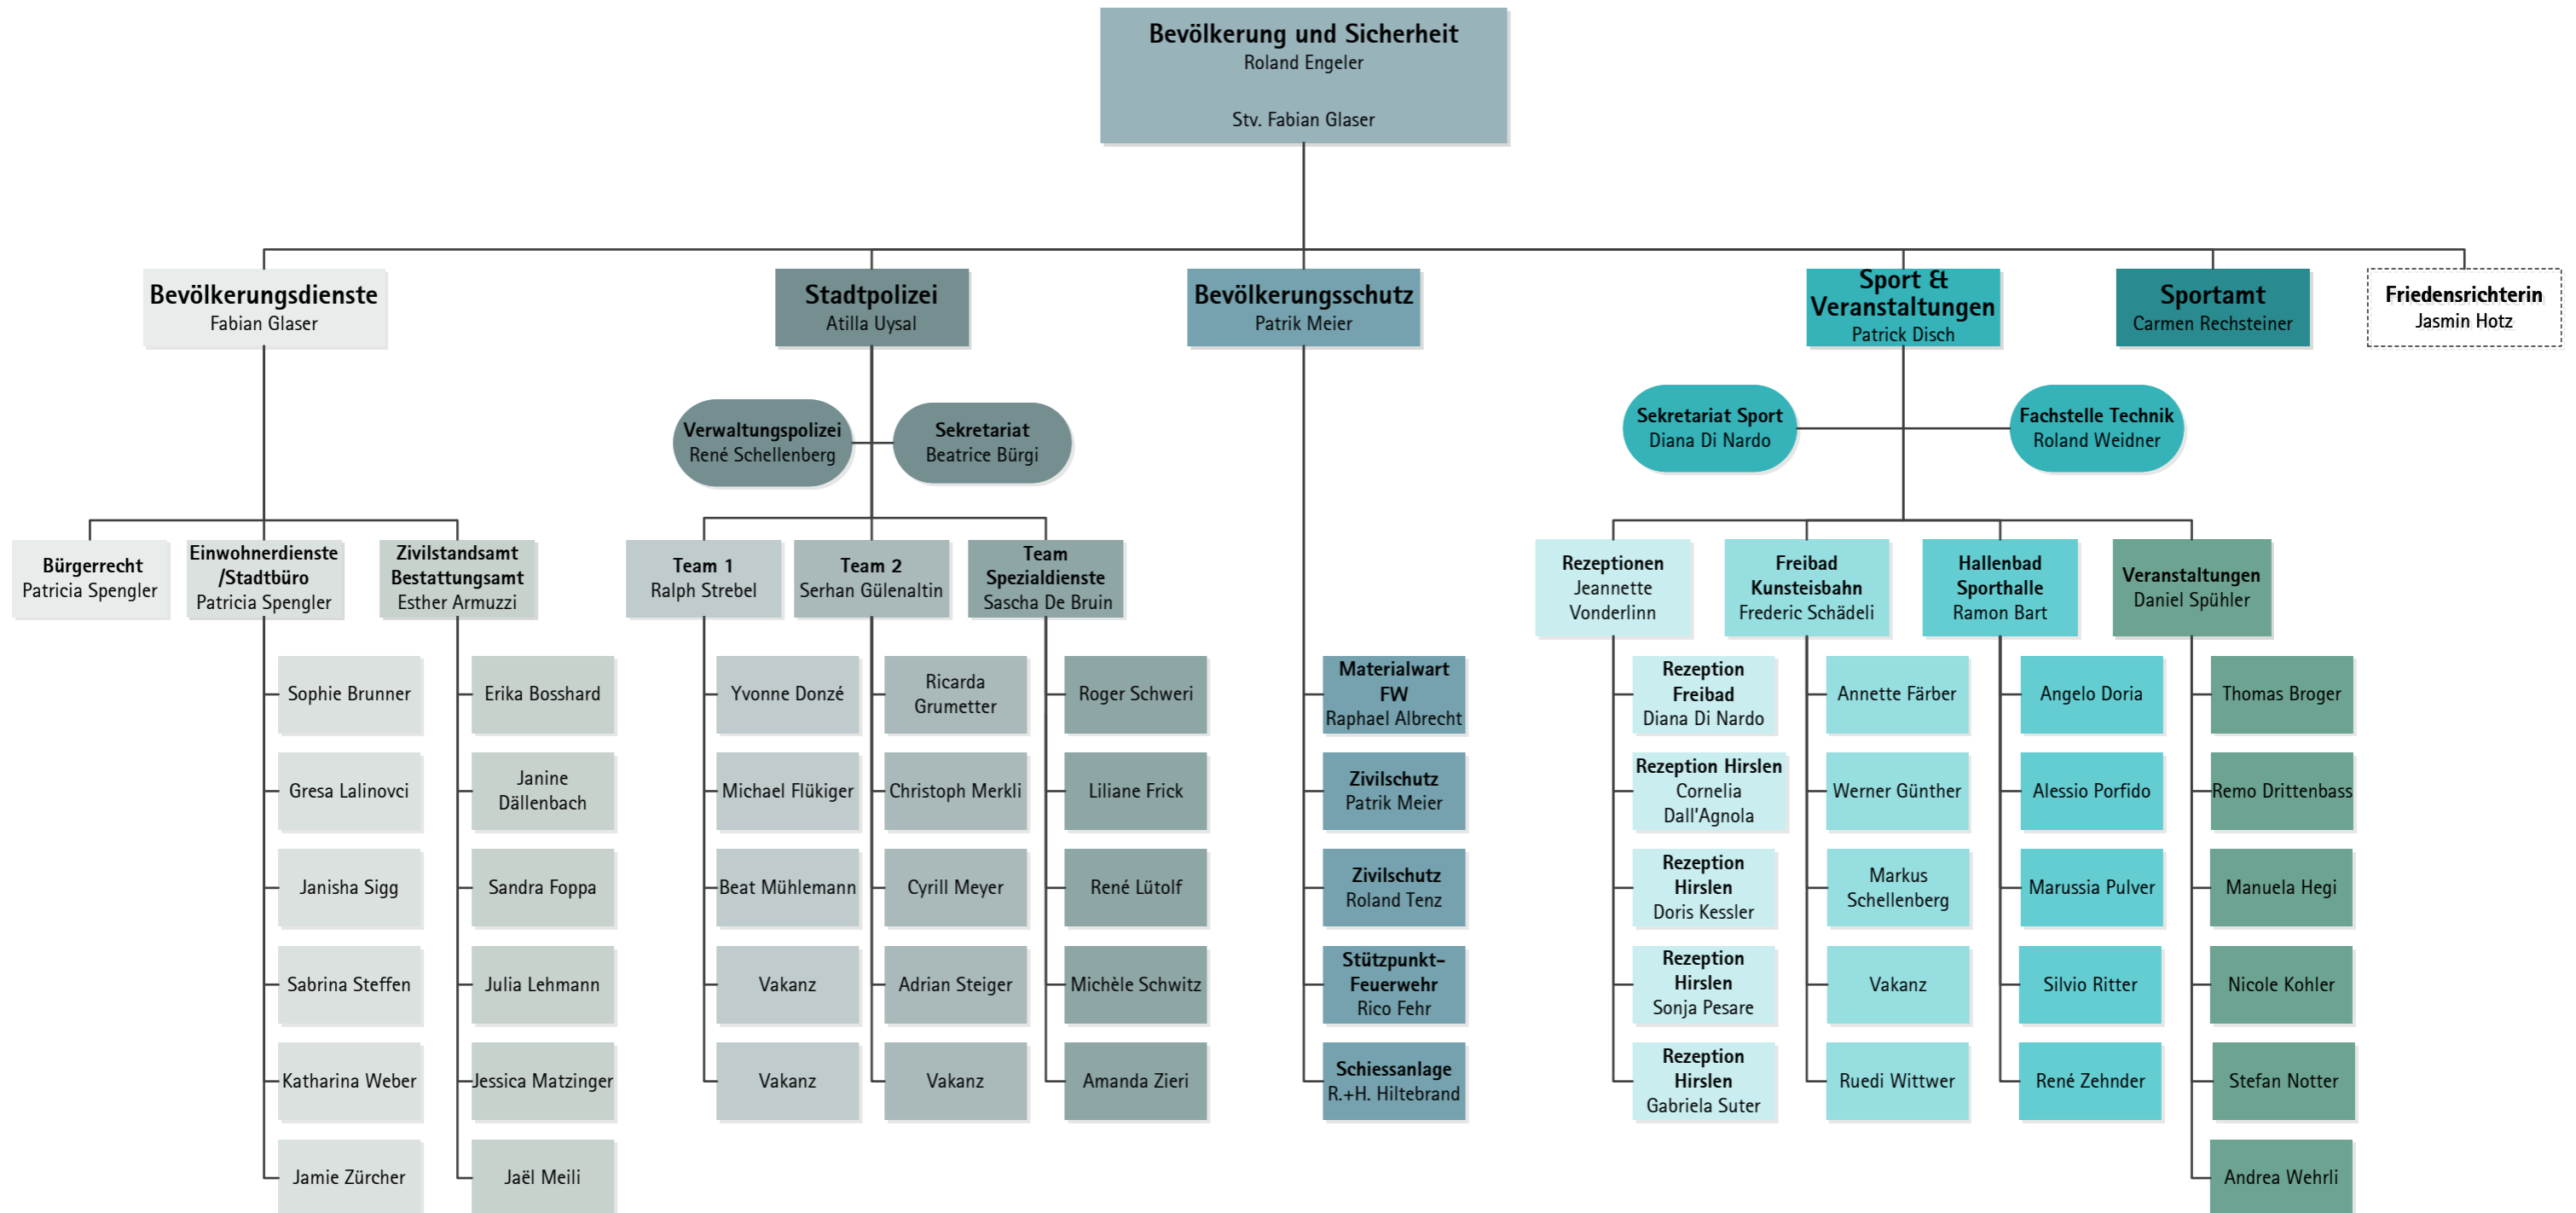 Bevölkerung und Sicherheit
Roland Engeler
Stv. Fabian Glaser
Bevölkerungsdienste
Fabian Glaser
Stadtpolizei
Atilla Uysal
Bevölkerungsschutz
Patrik Meier
Sport &
Veranstaltungen
Patrick Disch
Sportamt
Carmen Rechsteiner
Friedensrichterin
Jasmin Hotz
Verwaltungspolizei
René Schellenberg
Sekretariat
Beatrice Bürgi
Sekretariat Sport
Diana Di Nardo
Fachstelle Technik
Roland Weidner
Bürgerrecht
Patricia Spengler
Einwohnerdienste
/Stadtbüro
Patricia Spengler
Zivilstandsamt
Bestattungsamt
Esther Armuzzi
Team 1
Ralph Strebel
Team 2
Serhan Gülenaltin
Team
Spezialdienste
Sascha De Bruin
Rezeptionen
Jeannette
Vonderlinn
Freibad
Kunsteisbahn
Frederic Schädeli
Hallenbad
Sporthalle
Ramon Bart
Veranstaltungen
Daniel Spühler
Sophie Brunner
Gresa Lalinovci
Janisha Sigg
Sabrina Steffen
Katharina Weber
Jamie Zürcher
Erika Bosshard
Janine
Dällenbach
Sandra Foppa
Julia Lehmann
Jessica Matzinger
Jaël Meili
Yvonne Donzé
Michael Flükiger
Beat Mühlemann
Vakanz
Vakanz
Ricarda
Grumetter
Christoph Merkli
Cyrill Meyer
Adrian Steiger
Vakanz
Roger Schweri
Liliane Frick
René Lütolf
Michèle Schwitz
Amanda Zieri
Materialwart
FW
Raphael Albrecht
Zivilschutz
Patrik Meier
Zivilschutz
Roland Tenz
Stützpunkt-
Feuerwehr
Rico Fehr
Schiessanlage
R.+H. Hiltebrand
Rezeption
Freibad
Diana Di Nardo
Rezeption Hirslen
Cornelia
Dall'Agnola
Rezeption
Hirslen
Doris Kessler
Rezeption
Hirslen
Sonja Pesare
Rezeption
Hirslen
Gabriela Suter
Annette Färber
Werner Günther
Markus
Schellenberg
Vakanz
Ruedi Wittwer
Angelo Doria
Alessio Porfido
Marussia Pulver
Silvio Ritter
René Zehnder
Thomas Broger
Remo Drittenbass
Manuela Hegi
Nicole Kohler
Stefan Notter
Andrea Wehrli